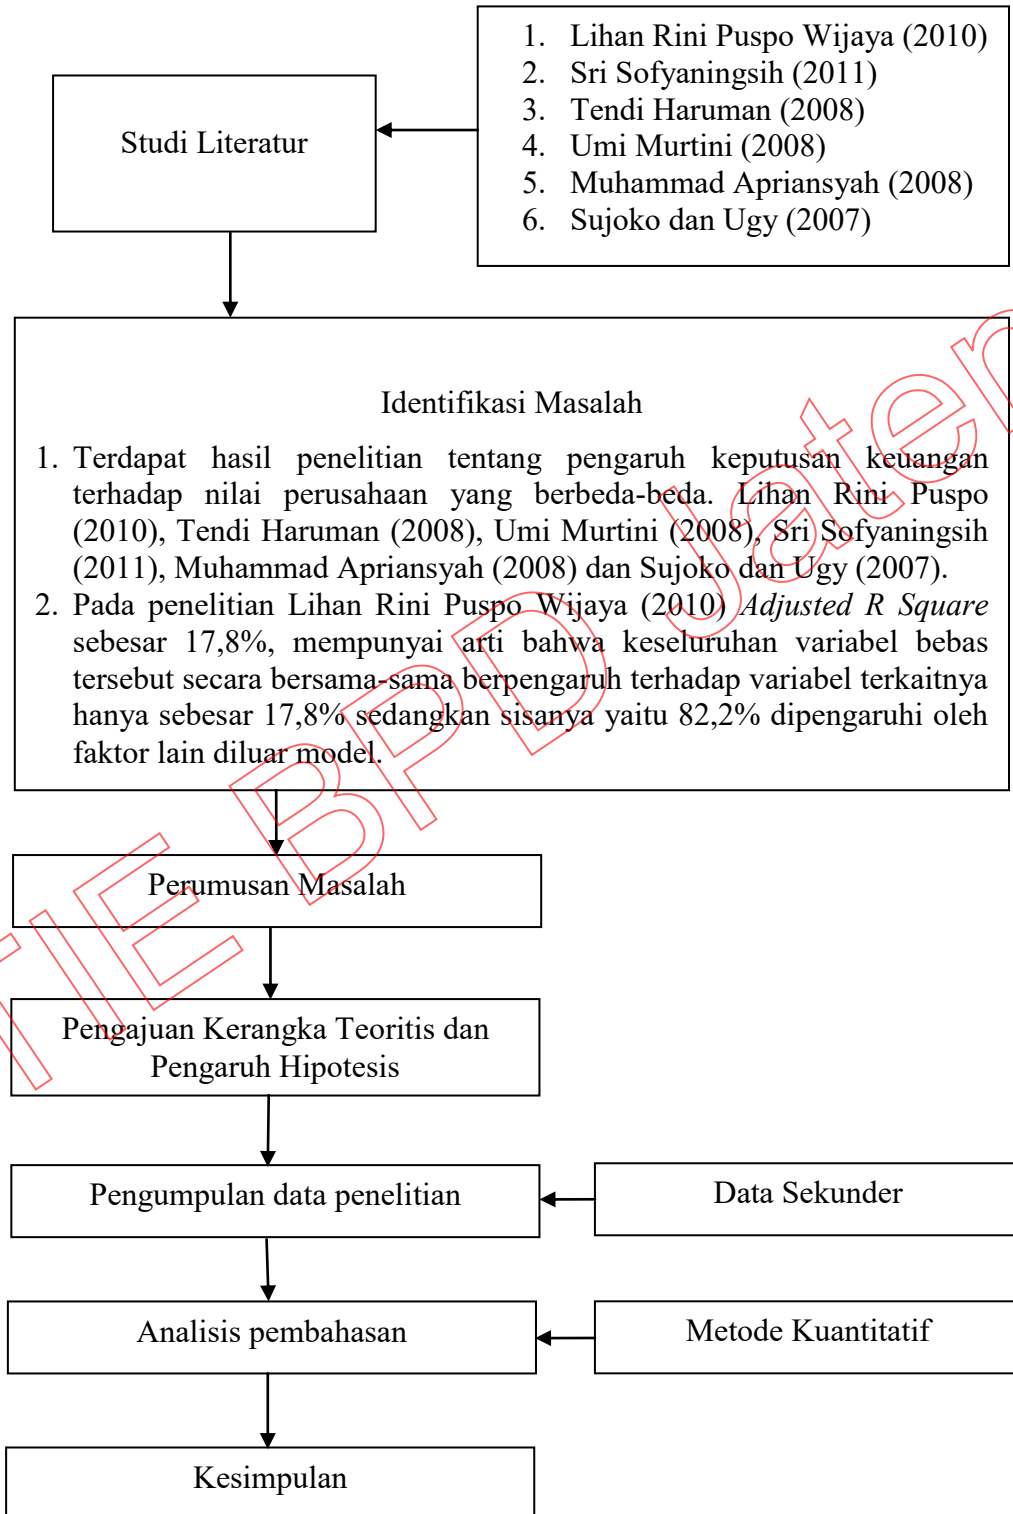 1. Lihan Rini Puspo Wijaya (2010)
2. Sri Sofyaningsih (2011)
3. Tendi Haruman (2008)
4. Umi Murtini (2008)
5. Muhammad Apriansyah (2008)
6. Sujoko dan Ugy (2007)
Studi Literatur
Identifikasi Masalah
1. Terdapat hasil penelitian tentang pengaruh keputusan keuangan
terhadap nilai perusahaan yang berbeda-beda. Lihan Rini Puspo
(2010), Tendi Haruman (2008), Umi Murtini (2008), Sri Sofyaningsih
(2011), Muhammad Apriansyah (2008) dan Sujoko dan Ugy (2007).
2. Pada penelitian Lihan Rini Puspo Wijaya (2010) Adjusted R Square
sebesar 17,8%, mempunyai arti bahwa keseluruhan variabel bebas
tersebut secara bersama-sama berpengaruh terhadap variabel terkaitnya
hanya sebesar 17,8% sedangkan sisanya yaitu 82,2% dipengaruhi oleh
faktor lain diluar model.
Perumusan Masalah
Pengajuan Kerangka Teoritis dan
Pengaruh Hipotesis
Pengumpulan data penelitian
Data Sekunder
Analisis pembahasan
Metode Kuantitatif
Kesimpulan
TIE BPD Jater